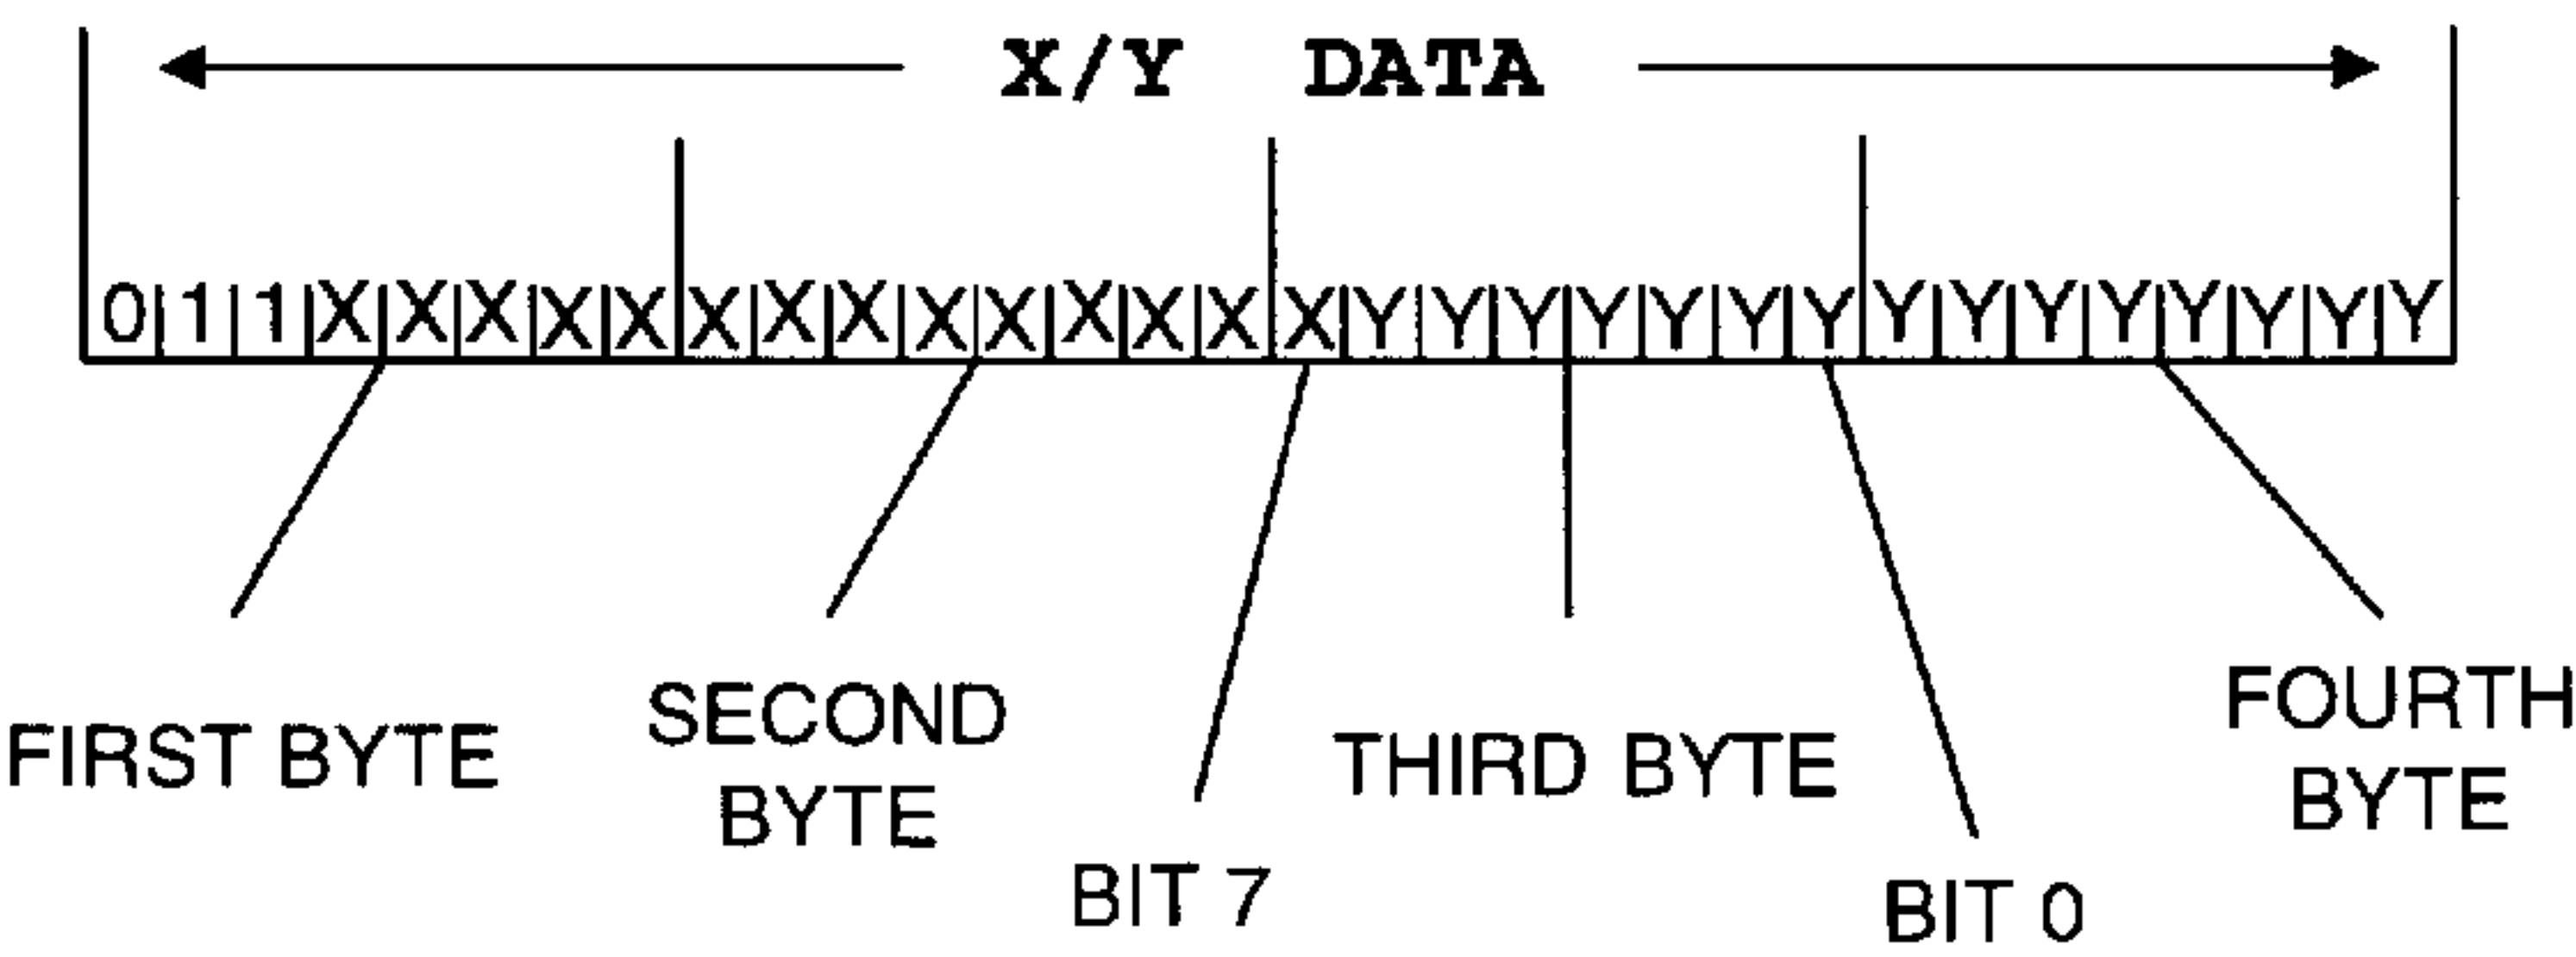 X/Y DATA
0 1 1 X X X X X X X X X X X X X X Y Y Y Y Y Y Y Y Y Y Y Y Y Y Y
FIRST BYTE
SECOND
BYTE
BIT 7
THIRD BYTE
BIT 0
FOURTH
BYTE